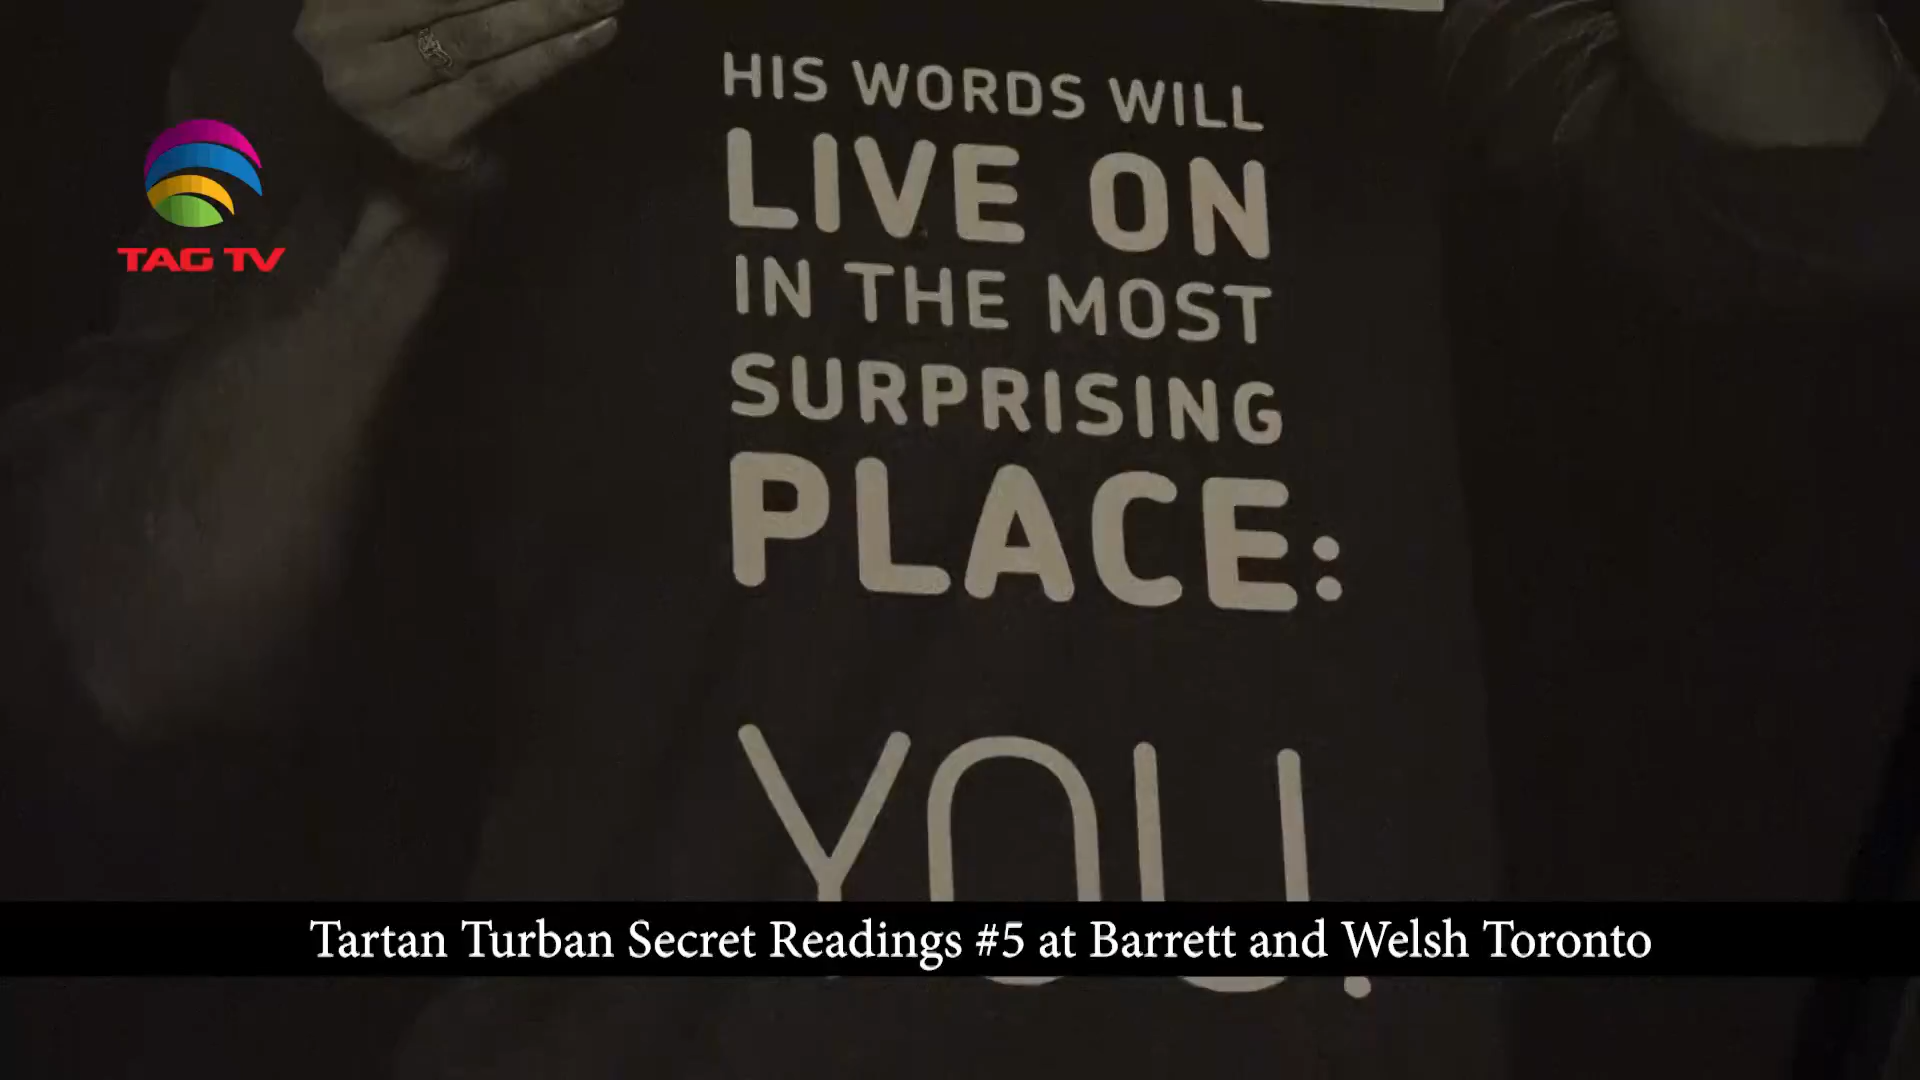 HIS WORDS WILL
LIVE ON
IN THE MOST
SURPRISING
PLACE:
YOU.
TAG TV
Tartan Turban Secret Readings #5 at Barrett and Welsh Toronto